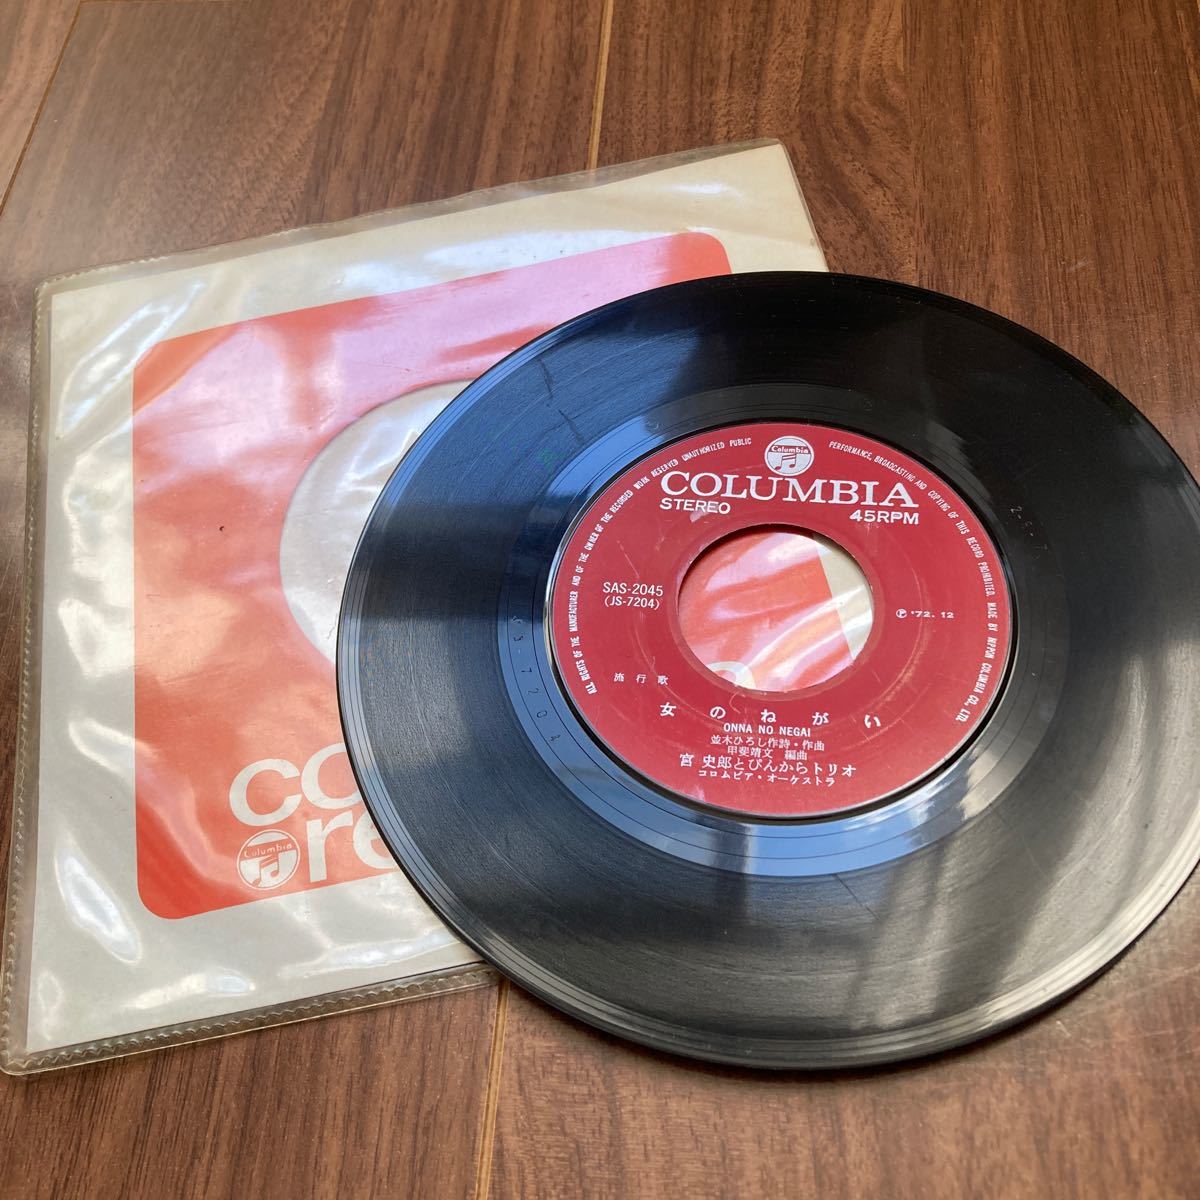 Columbia
COLUMBIA
STEREO
45RPM
SAS-2045
(JS-7204)
Ⓟ '72. 12
流行歌
女のねがい
ONNA NO NEGAI
並木ひろし作詩・作曲
甲斐靖文 編曲
宮 史郎とぴんからトリオ
コロムビア・オーケストラ
ALL RIGHTS OF THE MANUFACTURER AND OF THE OWNER OF THE RECORDED WORK RESERVED UNAUTHORIZED PUBLIC PERFORMANCE, BROADCASTING AND COPYING OF THIS RECORD PROHIBITED. MADE BY NIPPON COLUMBIA CO., LTD.
co
Columbia
re